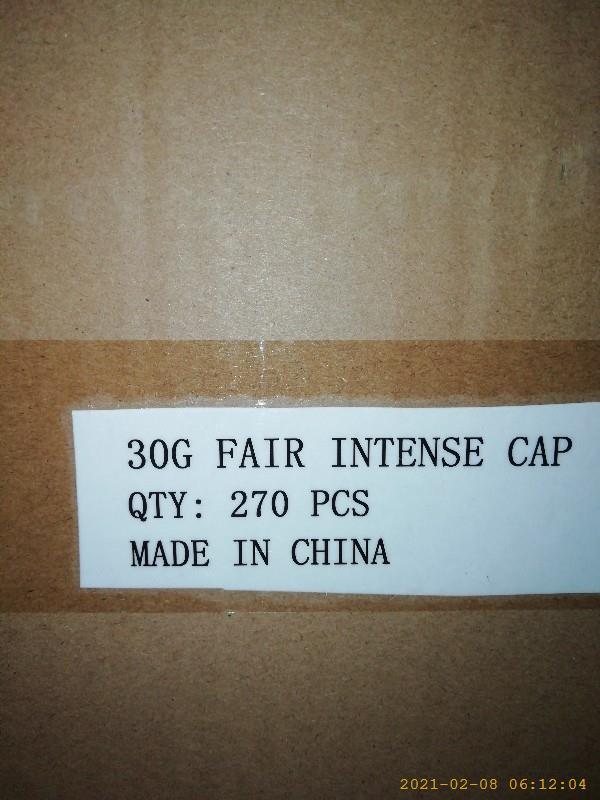 30G FAIR INTENSE CAP
QTY: 270 PCS
MADE IN CHINA
2021-02-08 06:12:04